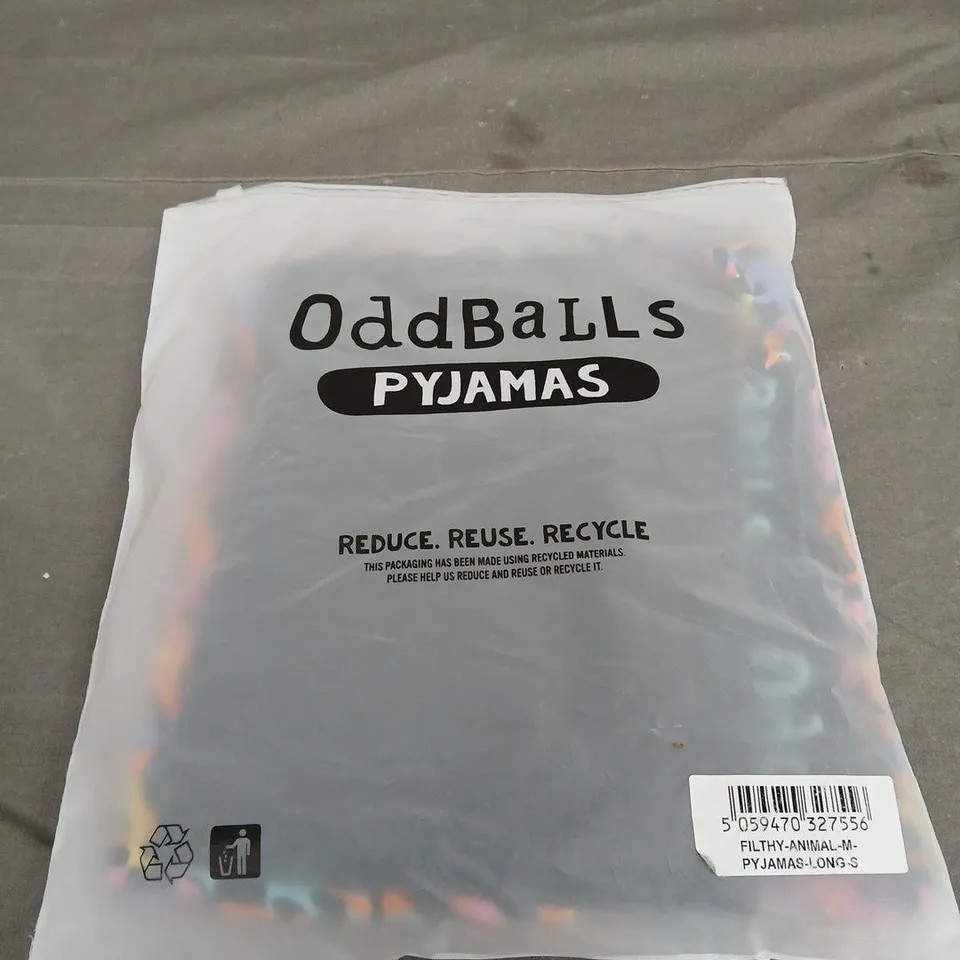 OddBaLLs
PYJAMAS
REDUCE. REUSE. RECYCLE
THIS PACKAGING HAS BEEN MADE USING RECYCLED MATERIALS.
PLEASE HELP US REDUCE AND REUSE OR RECYCLE IT.
5 059470 327556
FILTHY-ANIMAL-M-
PYJAMAS-LONG-S